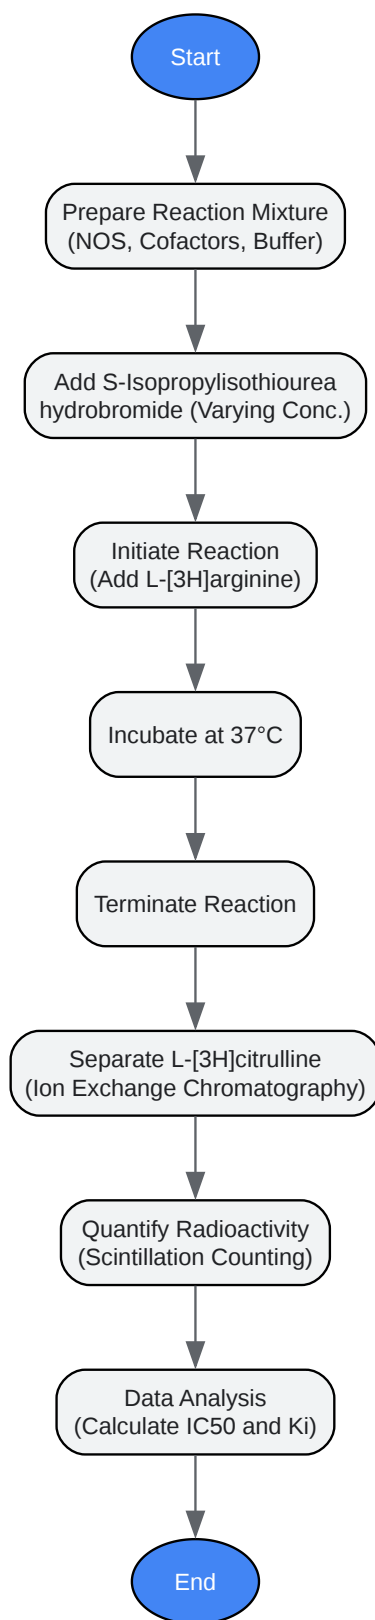 Start
Prepare Reaction Mixture
(NOS, Cofactors, Buffer)
Add S-Isopropylisothiourea
hydrobromide (Varying Conc.)
Initiate Reaction
(Add L-[3H]arginine)
Incubate at 37°C
Terminate Reaction
Separate L-[3H]citrulline
(Ion Exchange Chromatography)
Quantify Radioactivity
(Scintillation Counting)
Data Analysis
(Calculate IC50 and Ki)
End